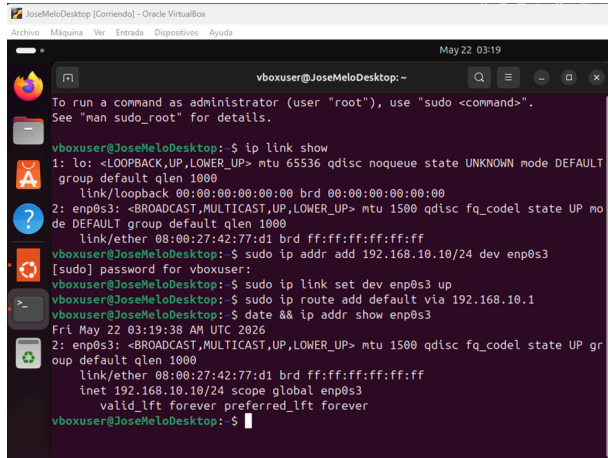 JoseMeloDesktop [Corriendo] - Oracle VirtualBox
Archivo Máquina Ver Entrada Dispositivos Ayuda
May 22 03:19
vboxuser@JoseMeloDesktop: ~
To run a command as administrator (user "root"), use "sudo <command>".
See "man sudo_root" for details.
vboxuser@JoseMeloDesktop:~$ ip link show
1: lo: <LOOPBACK,UP,LOWER_UP> mtu 65536 qdisc noqueue state UNKNOWN mode DEFAULT
group default qlen 1000
link/loopback 00:00:00:00:00:00 brd 00:00:00:00:00:00
2: enp0s3: <BROADCAST,MULTICAST,UP,LOWER_UP> mtu 1500 qdisc fq_codel state UP mo
de DEFAULT group default qlen 1000
link/ether 08:00:27:42:77:d1 brd ff:ff:ff:ff:ff:ff
vboxuser@JoseMeloDesktop:~$ sudo ip addr add 192.168.10.10/24 dev enp0s3
[sudo] password for vboxuser:
vboxuser@JoseMeloDesktop:~$ sudo ip link set dev enp0s3 up
vboxuser@JoseMeloDesktop:~$ sudo ip route add default via 192.168.10.1
vboxuser@JoseMeloDesktop:~$ date && ip addr show enp0s3
Fri May 22 03:19:38 AM UTC 2026
2: enp0s3: <BROADCAST,MULTICAST,UP,LOWER_UP> mtu 1500 qdisc fq_codel state UP gr
oup default qlen 1000
link/ether 08:00:27:42:77:d1 brd ff:ff:ff:ff:ff:ff
inet 192.168.10.10/24 scope global enp0s3
valid_lft forever preferred_lft forever
vboxuser@JoseMeloDesktop:~$